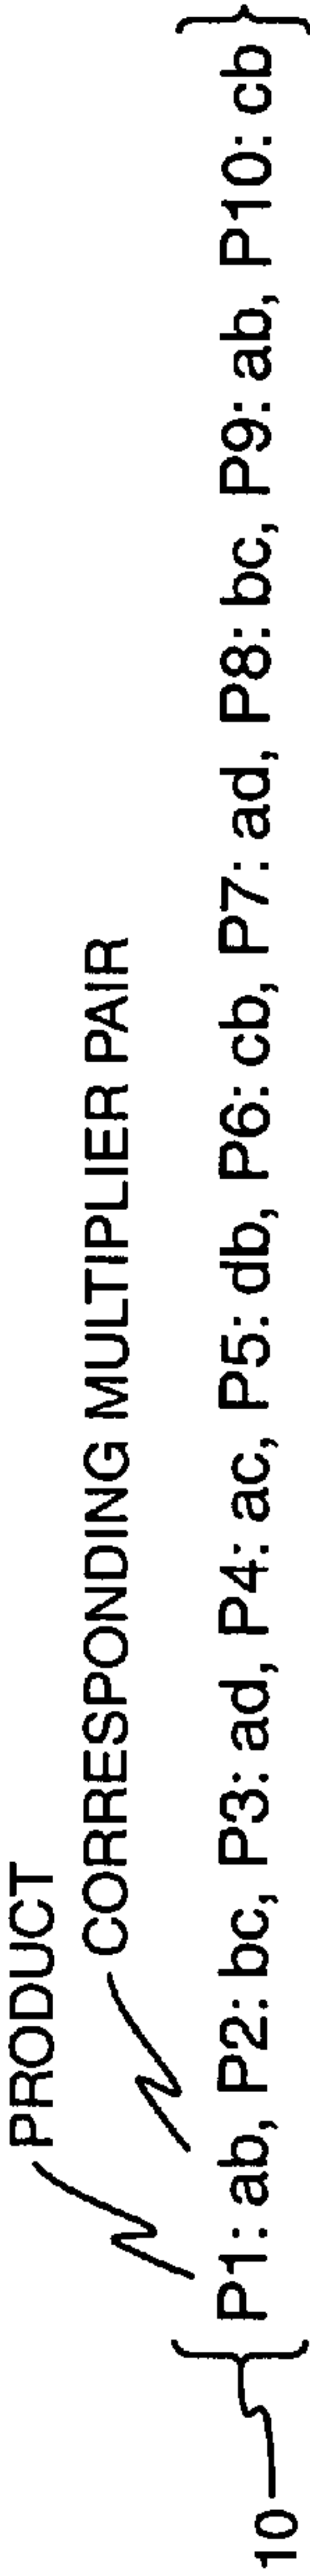 PRODUCT
CORRESPONDING MULTIPLIER PAIR
10 { P1: ab, P2: bc, P3: ad, P4: ac, P5: db, P6: cb, P7: ad, P8: bc, P9: ab, P10: cb }